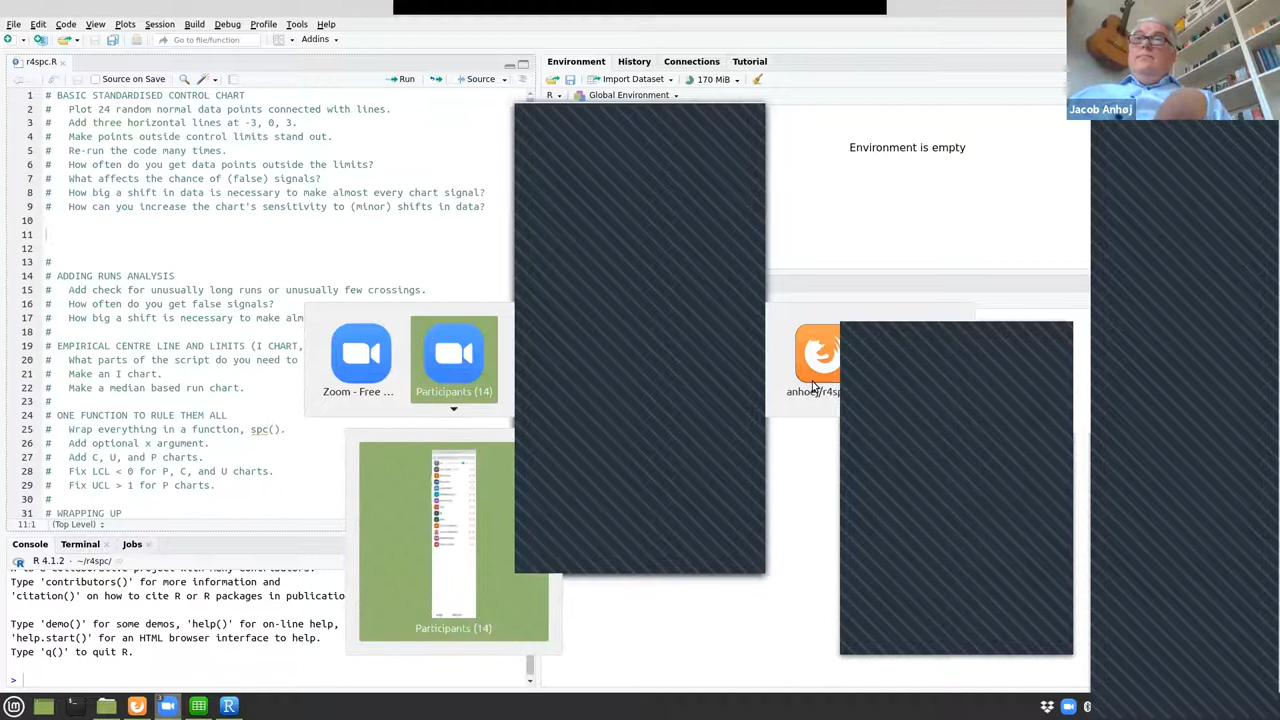 File Edit Code View Plots Session Build Debug Profile Tools Help
Go to file/function
Addins
r4spc.R
Source on Save
Run
Source
1 # BASIC STANDARDISED CONTROL CHART
2 #   Plot 24 random normal data points connected with lines.
3 #   Add three horizontal lines at -3, 0, 3.
4 #   Make points outside control limits stand out.
5 #   Re-run the code many times.
6 #   How often do you get data points outside the limits?
7 #   What affects the chance of (false) signals?
8 #   How big a shift in data is necessary to make almost every chart signal?
9 #   How can you increase the chart's sensitivity to (minor) shifts in data?
10
11
12
13 #
14 # ADDING RUNS ANALYSIS
15 #   Add check for unusually long runs or unusually few crossings.
16 #   How often do you get false signals?
17 #   How big a shift is necessary to make alm
18 #
19 # EMPIRICAL CENTRE LINE AND LIMITS (I CHART,
20 #   What parts of the script do you need to
21 #   Make an I chart.
22 #   Make a median based run chart.
23 #
24 # ONE FUNCTION TO RULE THEM ALL
25 #   Wrap everything in a function, spc().
26 #   Add optional x argument.
27 #   Add C, U, and P charts.
28 #   Fix LCL < 0 for P, C, and U charts.
29 #   Fix UCL > 1 for P charts.
30 #
31 # WRAPPING UP
11:1 (Top Level)
Console Terminal Jobs
R 4.1.2 · ~/r4spc/
Type 'contributors()' for more information and
'citation()' on how to cite R or R packages in publicatio
Type 'demo()' for some demos, 'help()' for on-line help,
'help.start()' for an HTML browser interface to help.
Type 'q()' to quit R.
>
Environment History Connections Tutorial
Import Dataset
170 MiB
R
Global Environment
Environment is empty
Zoom - Free ...
Participants (14)
anhoej/r4sp
Participants (14)
Jacob Anhøj
3